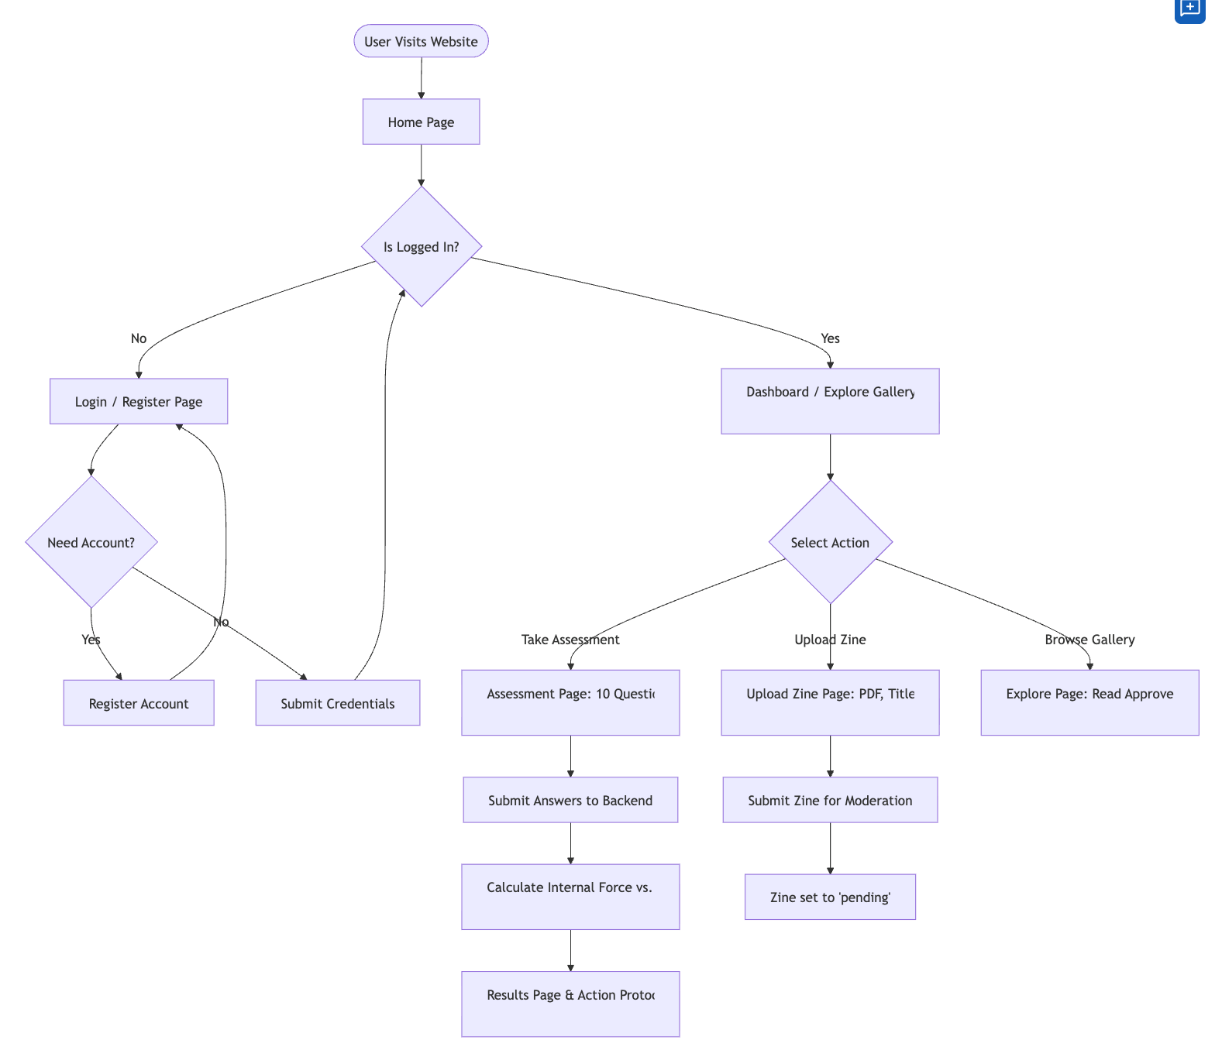 User Visits Website
Home Page
Is Logged In?
No
Yes
Login / Register Page
Dashboard / Explore Gallery
Need Account?
Select Action
No
Yes
Take Assessment
Upload Zine
Browse Gallery
Register Account
Submit Credentials
Assessment Page: 10 Questic
Upload Zine Page: PDF, Title
Explore Page: Read Approve
Submit Answers to Backend
Submit Zine for Moderation
Calculate Internal Force vs.
Zine set to 'pending'
Results Page & Action Protoc